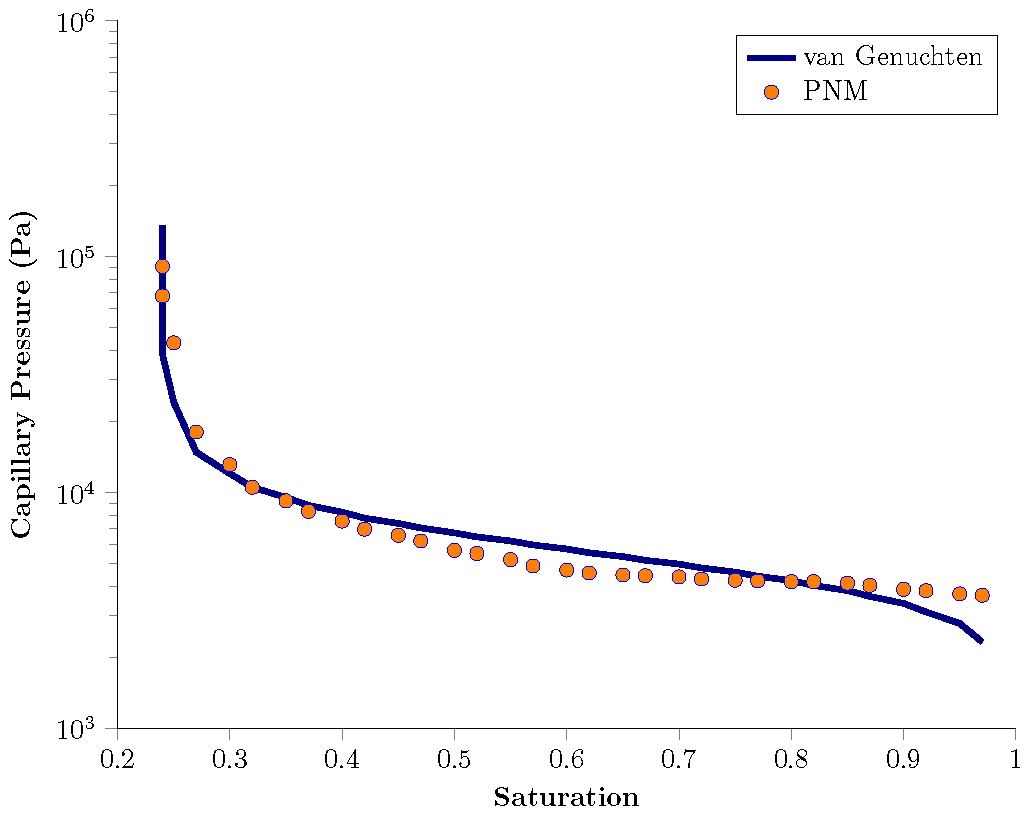 10^6
10^5
10^4
10^3
Capillary Pressure (Pa)
van Genuchten
PNM
0.2 0.3 0.4 0.5 0.6 0.7 0.8 0.9 1
Saturation